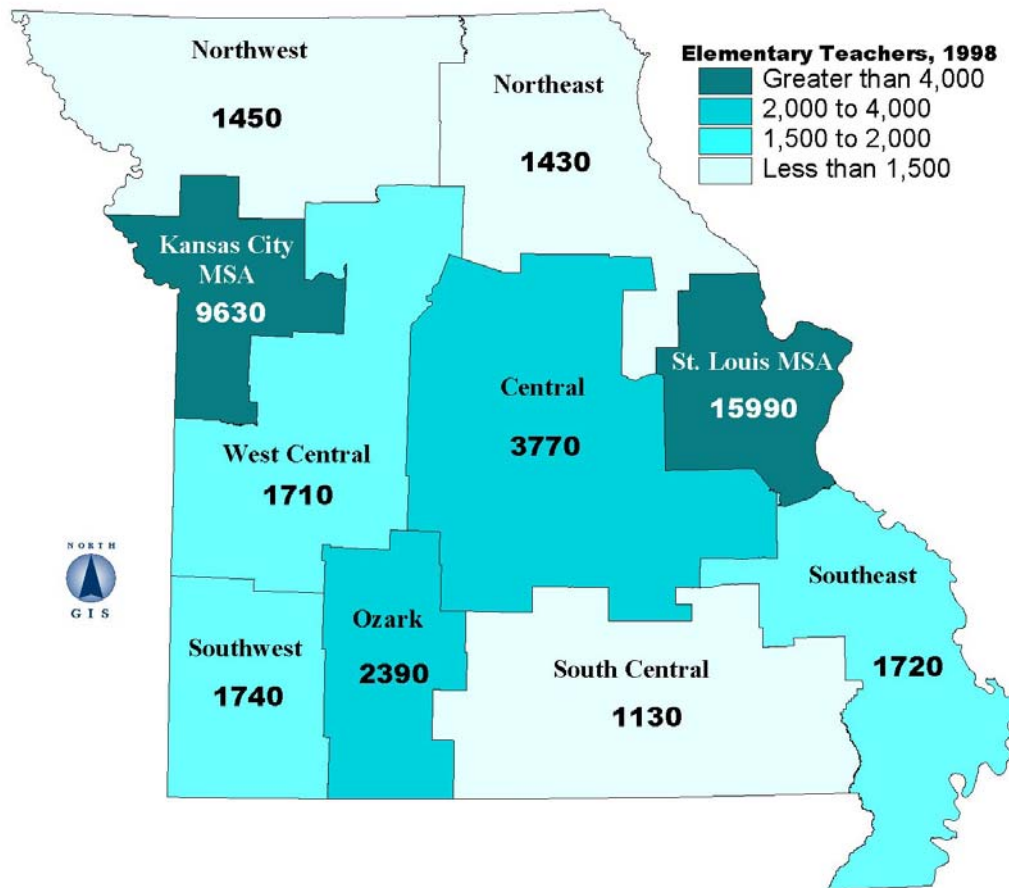 Northwest
1450
Northeast
1430
Elementary Teachers, 1998
Greater than 4,000
2,000 to 4,000
1,500 to 2,000
Less than 1,500
Kansas City
MSA
9630
St. Louis MSA
15990
Central
3770
West Central
1710
NORTH
GIS
Southeast
1720
Southwest
1740
Ozark
2390
South Central
1130